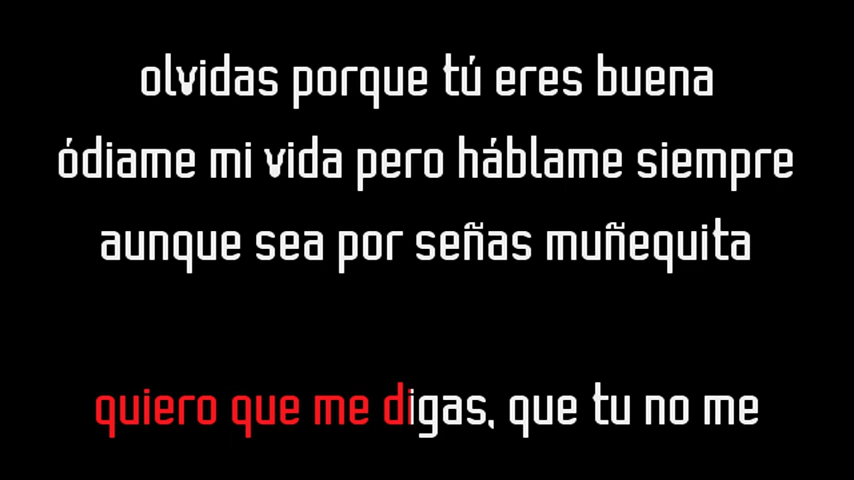 olvidas porque tú eres buena
ódiame mi vida pero háblame siempre
aunque sea por señas muñequita
quiero que me digas, que tu no me